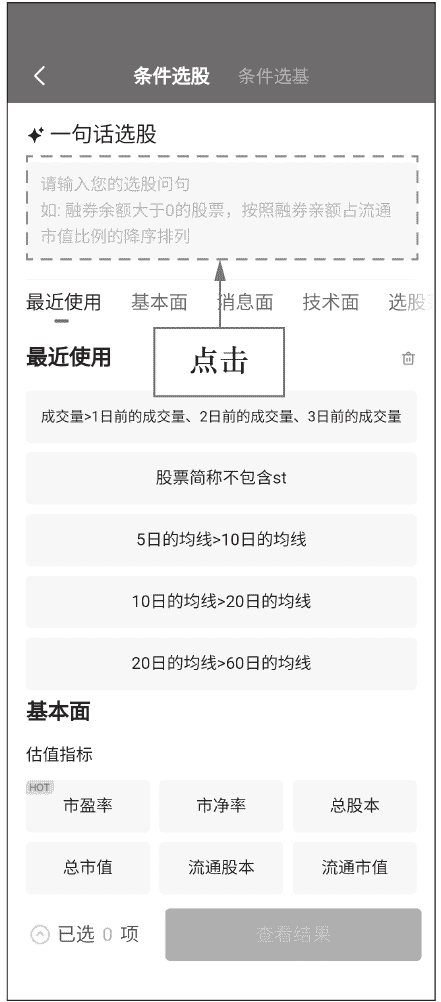 条件选股 条件选基
一句话选股
请输入您的选股问句
如: 融券余额大于0的股票，按照融券余额占流通
市值比例的降序排列
最近使用 基本面 消息面 技术面 选股
点击
最近使用
成交量>1日前的成交量、2日前的成交量、3日前的成交量
股票简称不包含st
5日的均线>10日的均线
10日的均线>20日的均线
20日的均线>60日的均线
基本面
估值指标
HOT
市盈率 市净率 总股本
总市值 流通股本 流通市值
已选 0 项 查看结果